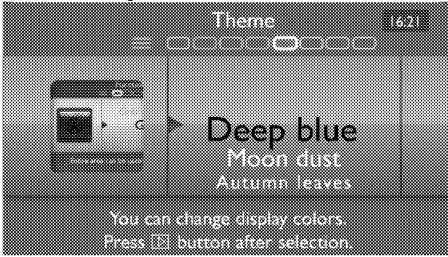 Theme
16:21
Deep blue
Moon dust
Autumn leaves
You can change display colors.
Press button after selection.